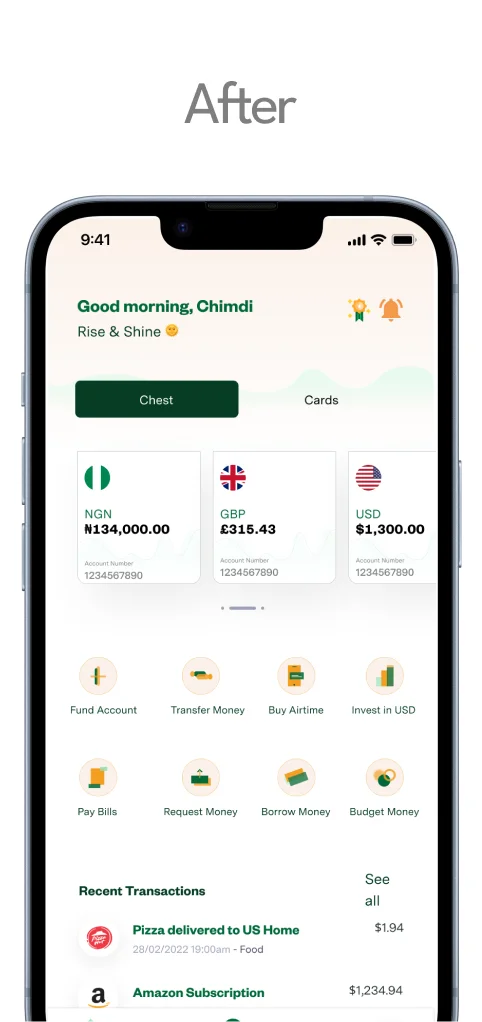 After
9:41
Good morning, Chimdi
Rise & Shine
Chest
Cards
NGN
₦134,000.00
Account Number
1234567890
GBP
£315.43
Account Number
1234567890
USD
$1,300.00
Account Number
1234567890
Fund Account
Transfer Money
Buy Airtime
Invest in USD
Pay Bills
Request Money
Borrow Money
Budget Money
Recent Transactions
See
all
Pizza Hut
Pizza delivered to US Home
$1.94
28/02/2022 19:00am - Food
a
Amazon Subscription
$1,234.94